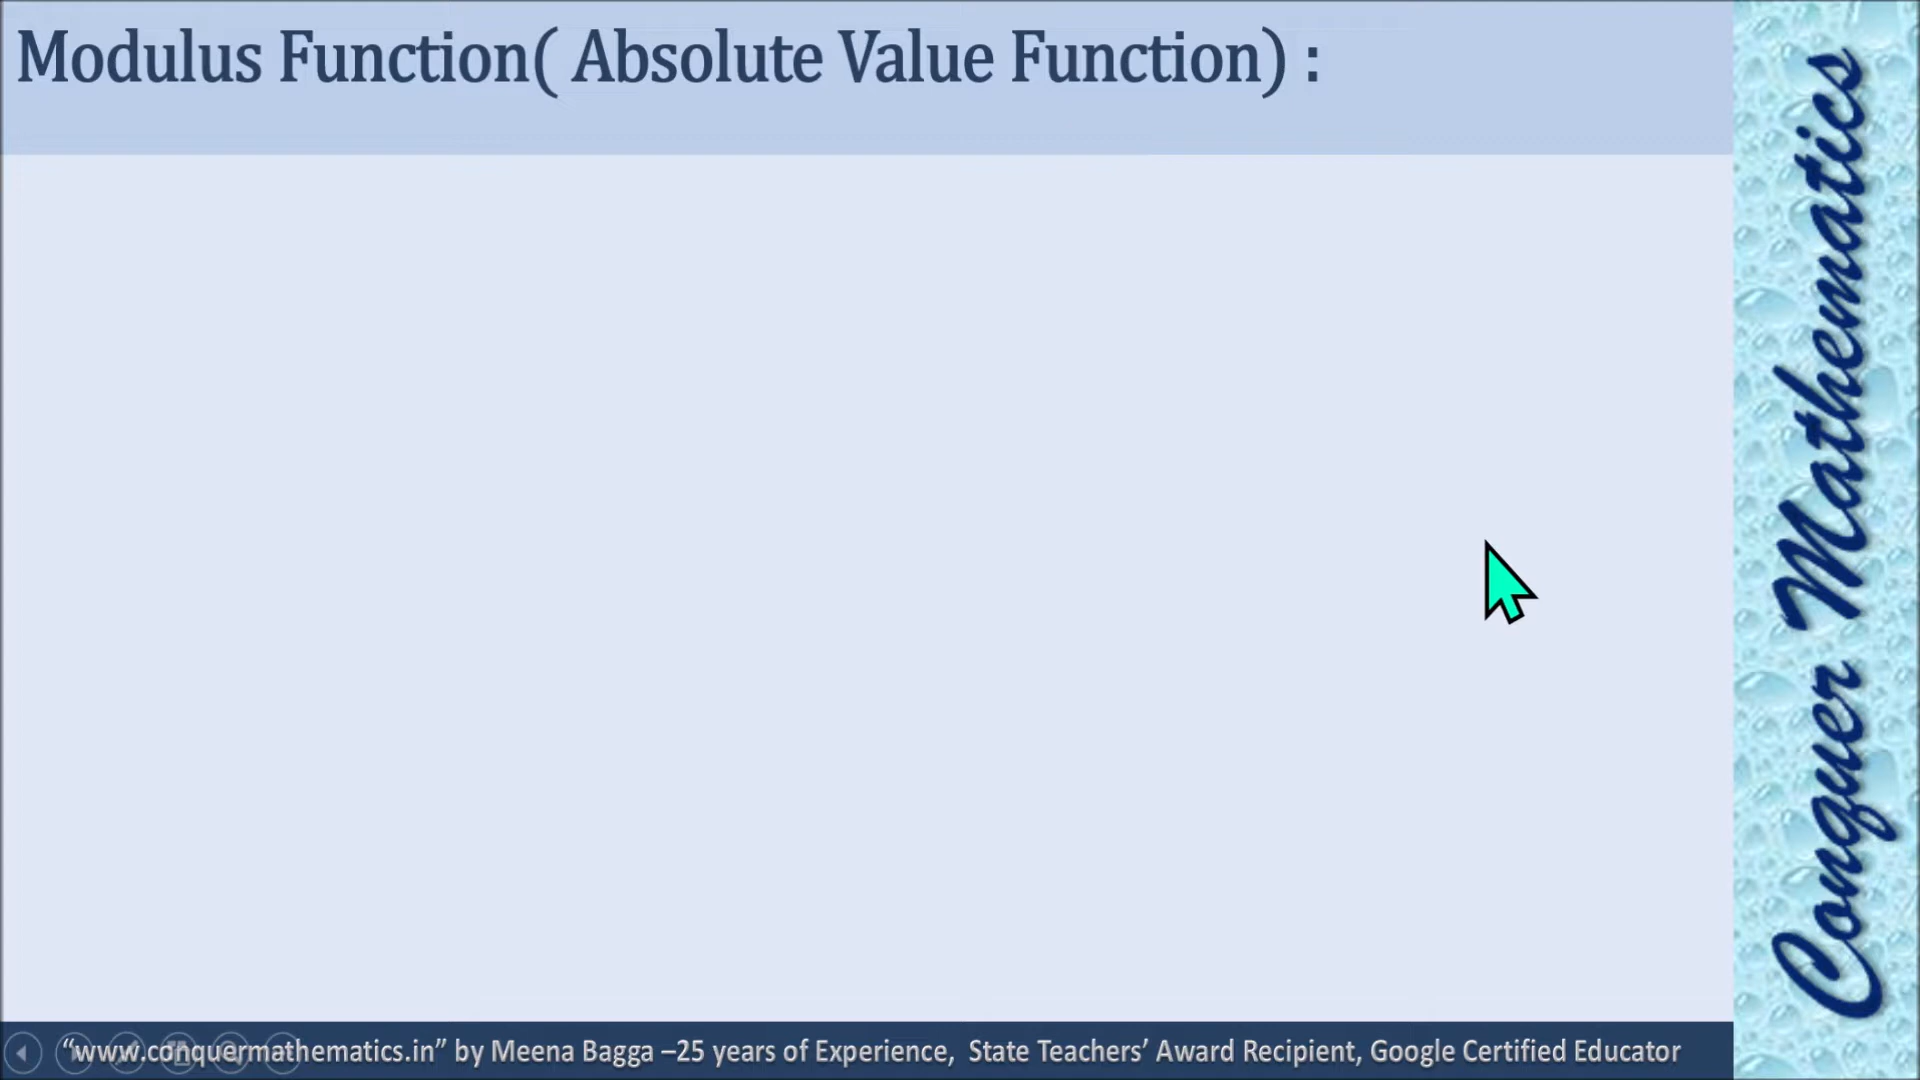 Modulus Function( Absolute Value Function) :
Conquer Mathematics
“www.conquermathematics.in” by Meena Bagga –25 years of Experience, State Teachers’ Award Recipient, Google Certified Educator